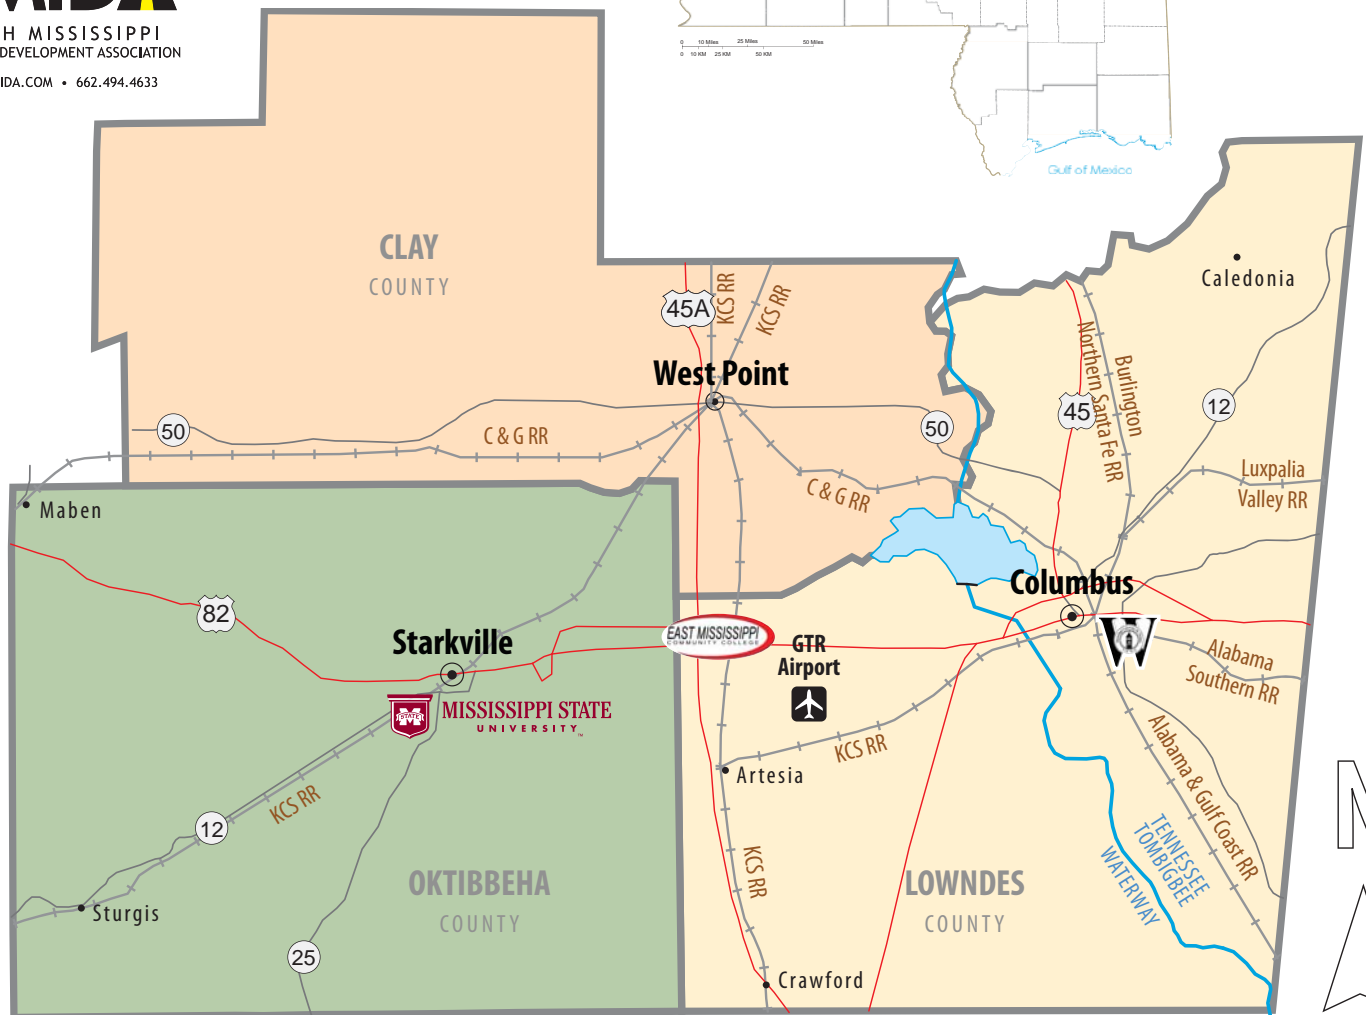 H MISSISSIPPI
DEVELOPMENT ASSOCIATION
IDA.COM • 662.494.4633
0 10 Miles 25 Miles 50 Miles
0 10 KM 25 KM 50 KM
Gulf of Mexico
CLAY
COUNTY
Caledonia
45A
KCS RR
KCS RR
West Point
Burlington
Northern Santa Fe RR
45
12
50
C & G RR
50
C & G RR
Luxpalia
Valley RR
Maben
82
Starkville
Columbus
EAST MISSISSIPPI
COMMUNITY COLLEGE
GTR
Airport
W
Alabama
Southern RR
STATE
M
MISSISSIPPI STATE
UNIVERSITY™
KCS RR
Artesia
Alabama & Gulf Coast RR
12
KCS RR
TENNESSEE
TOMBIGBEE
WATERWAY
KCS RR
OKTIBBEHA
COUNTY
LOWNDES
COUNTY
Sturgis
25
Crawford